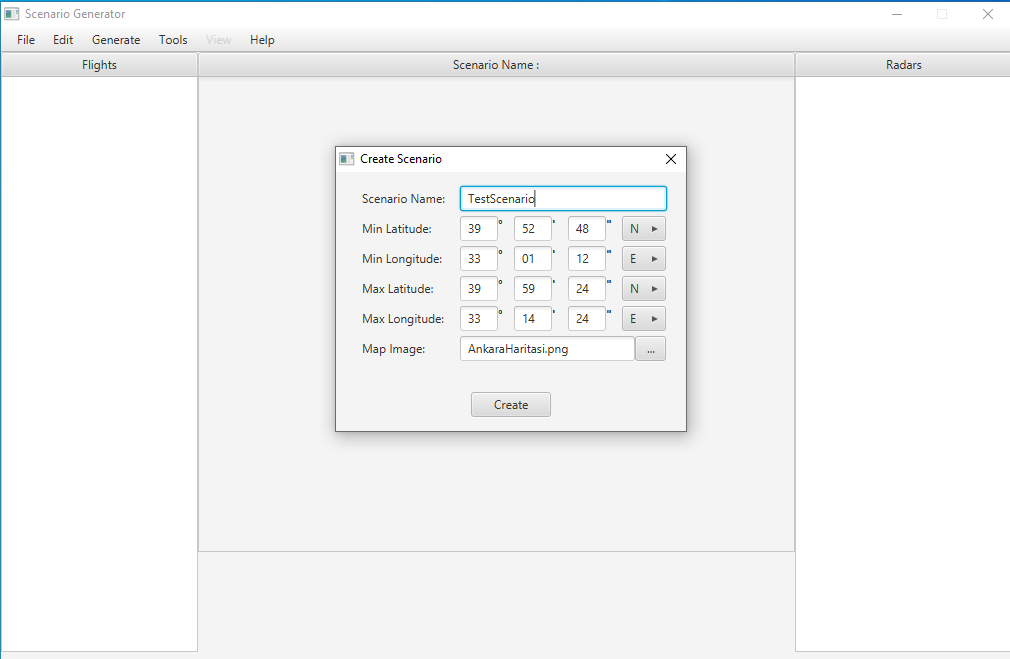 Scenario Generator
File Edit Generate Tools View Help
Flights Scenario Name : Radars
Create Scenario
Scenario Name: TestScenario
Min Latitude: 39 ° 52 ' 48 " N
Min Longitude: 33 ° 01 ' 12 " E
Max Latitude: 39 ° 59 ' 24 " N
Max Longitude: 33 ° 14 ' 24 " E
Map Image: AnkaraHaritasi.png ...
Create